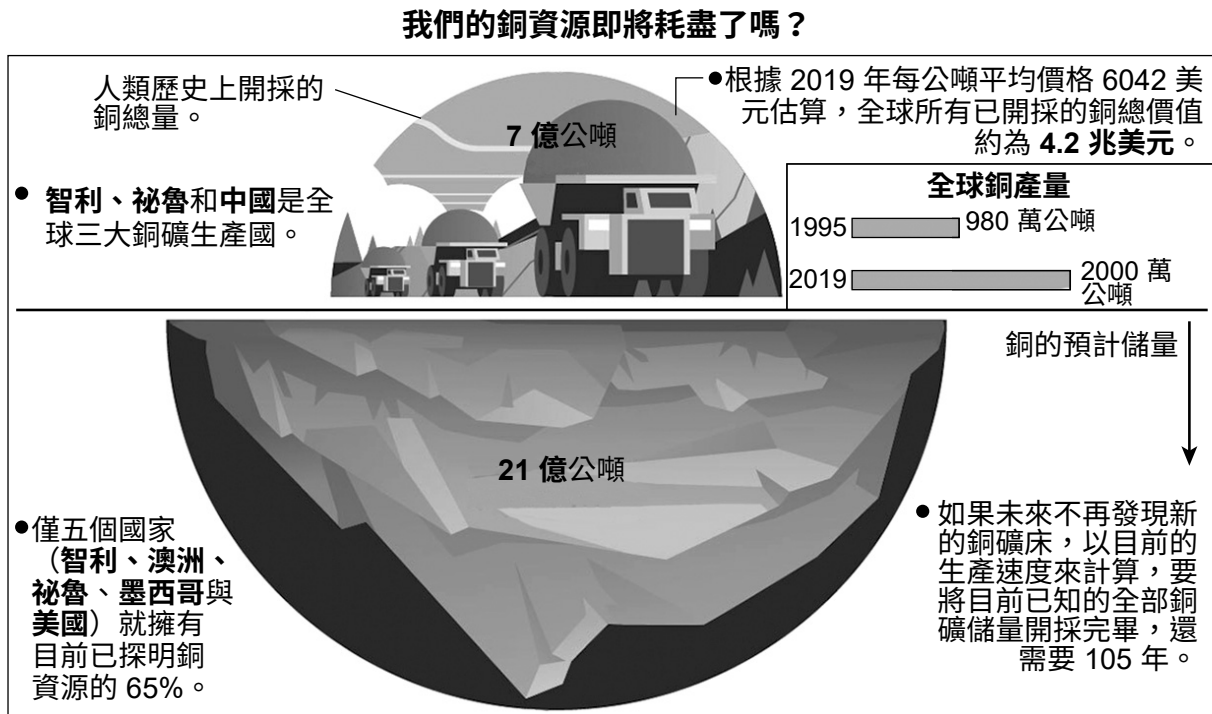 我們的銅資源即將耗盡了嗎？
人類歷史上開採的
銅總量。
7 億公噸
●根據 2019 年每公噸平均價格 6042 美
元估算，全球所有已開採的銅總價值
約為 4.2 兆美元。
● 智利、祕魯和中國是全
球三大銅礦生產國。
全球銅產量
1995 980 萬公噸
2019 2000 萬
公噸
銅的預計儲量
21 億公噸
●僅五個國家
（智利、澳洲、
祕魯、墨西哥與
美國）就擁有
目前已探明銅
資源的 65%。
● 如果未來不再發現新
的銅礦床，以目前的
生產速度來計算，要
將目前已知的全部銅
礦儲量開採完畢，還
需要 105 年。